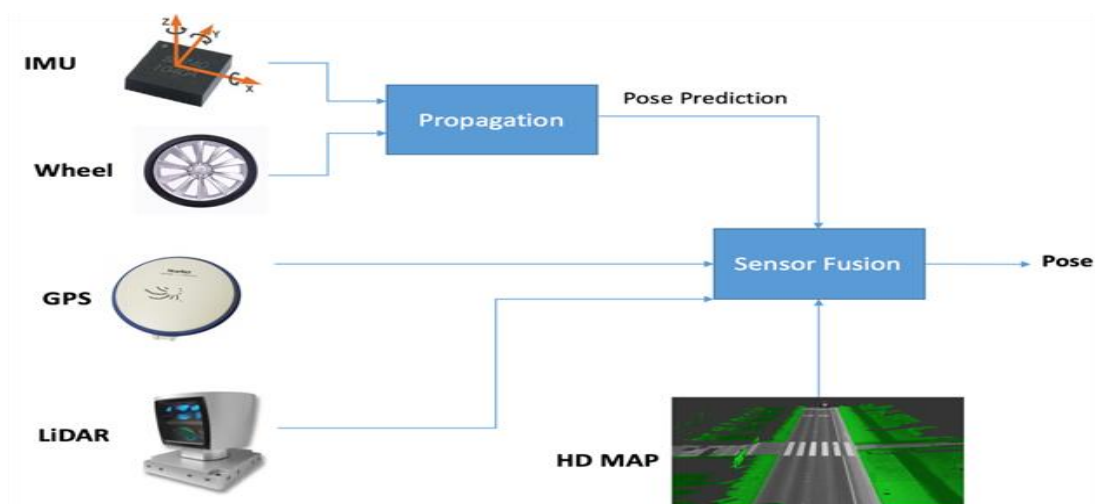 Z
Y
X
IMU
Propagation
Pose Prediction
Wheel
Sensor Fusion
Pose
GPS
LiDAR
HD MAP